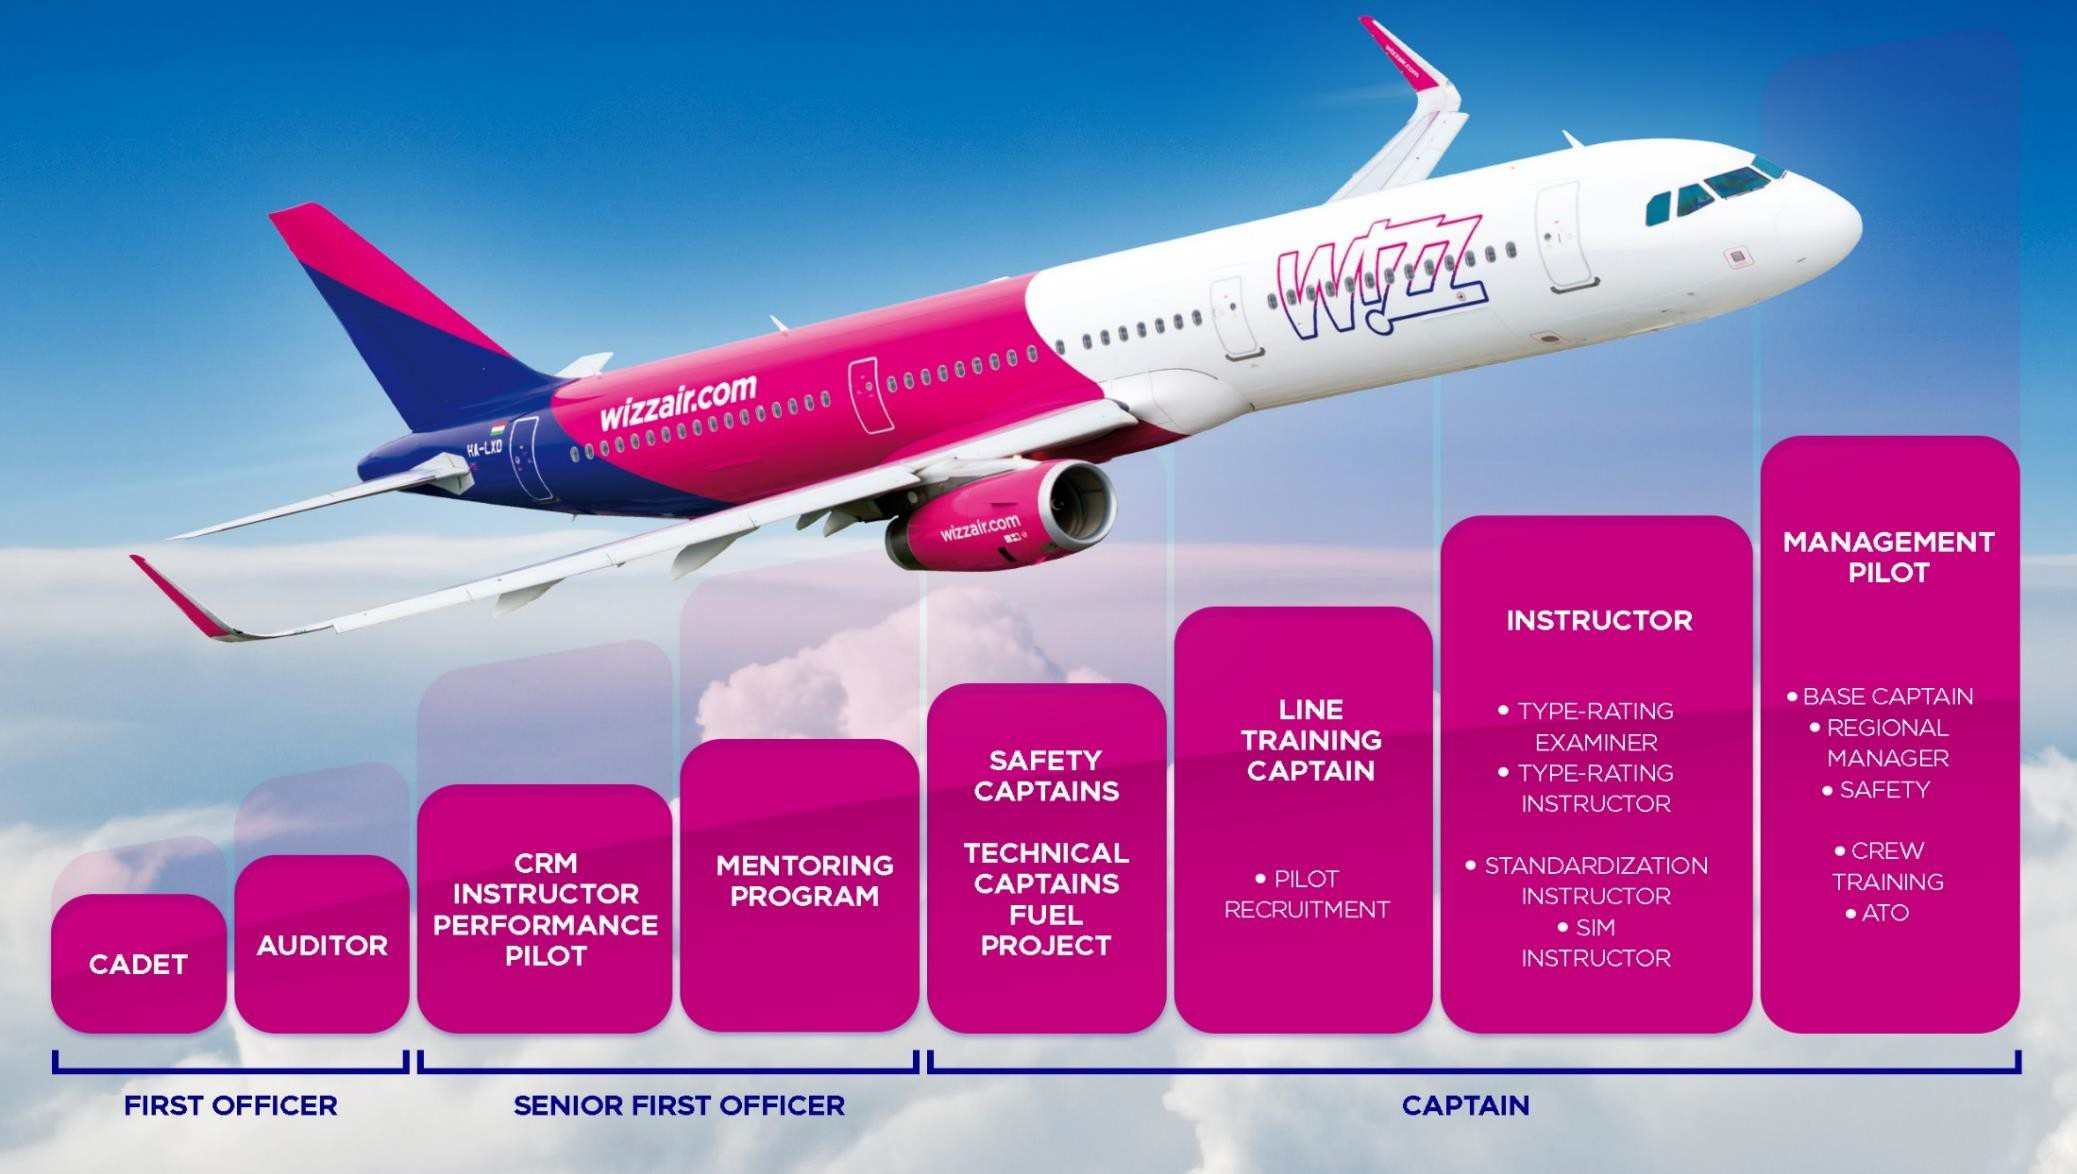 wizzair.com
wizz
wizzair.com
HA-LXD
wizzair.com
MANAGEMENT
PILOT
• BASE CAPTAIN
• REGIONAL
MANAGER
• SAFETY
• CREW
TRAINING
• ATO
INSTRUCTOR
• TYPE-RATING
EXAMINER
• TYPE-RATING
INSTRUCTOR
• STANDARDIZATION
INSTRUCTOR
• SIM
INSTRUCTOR
LINE
TRAINING
CAPTAIN
• PILOT
RECRUITMENT
SAFETY
CAPTAINS
TECHNICAL
CAPTAINS
FUEL
PROJECT
MENTORING
PROGRAM
CRM
INSTRUCTOR
PERFORMANCE
PILOT
AUDITOR
CADET
FIRST OFFICER
SENIOR FIRST OFFICER
CAPTAIN